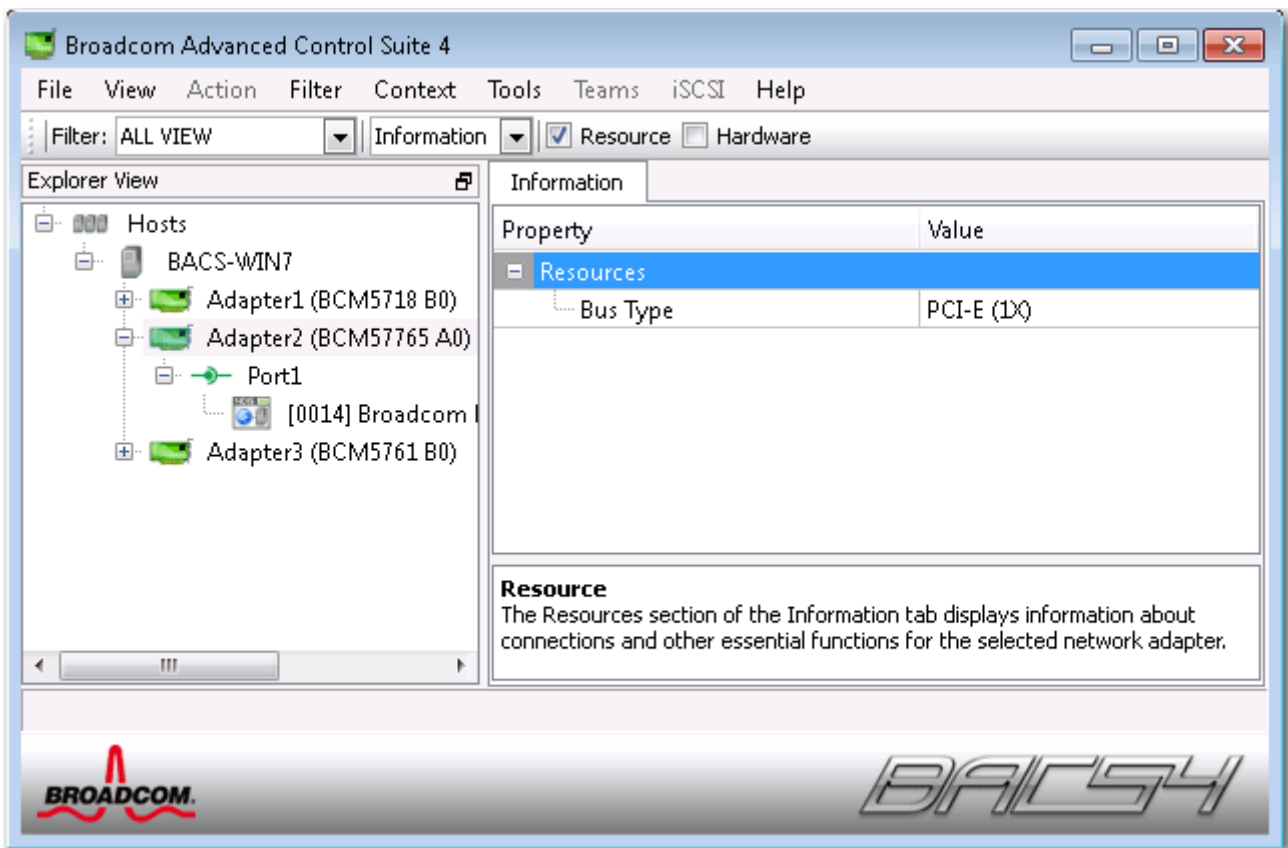 Broadcom Advanced Control Suite 4
File View Action Filter Context Tools Teams iSCSI Help
Filter: ALL VIEW Information Resource Hardware
Explorer View
Hosts
BACS-WIN7
Adapter1 (BCM5718 B0)
Adapter2 (BCM57765 A0)
Port1
[0014] Broadcom
Adapter3 (BCM5761 B0)
Information
Property Value
Resources
Bus Type PCI-E (1X)
Resource
The Resources section of the Information tab displays information about
connections and other essential functions for the selected network adapter.
BROADCOM.
BACS4